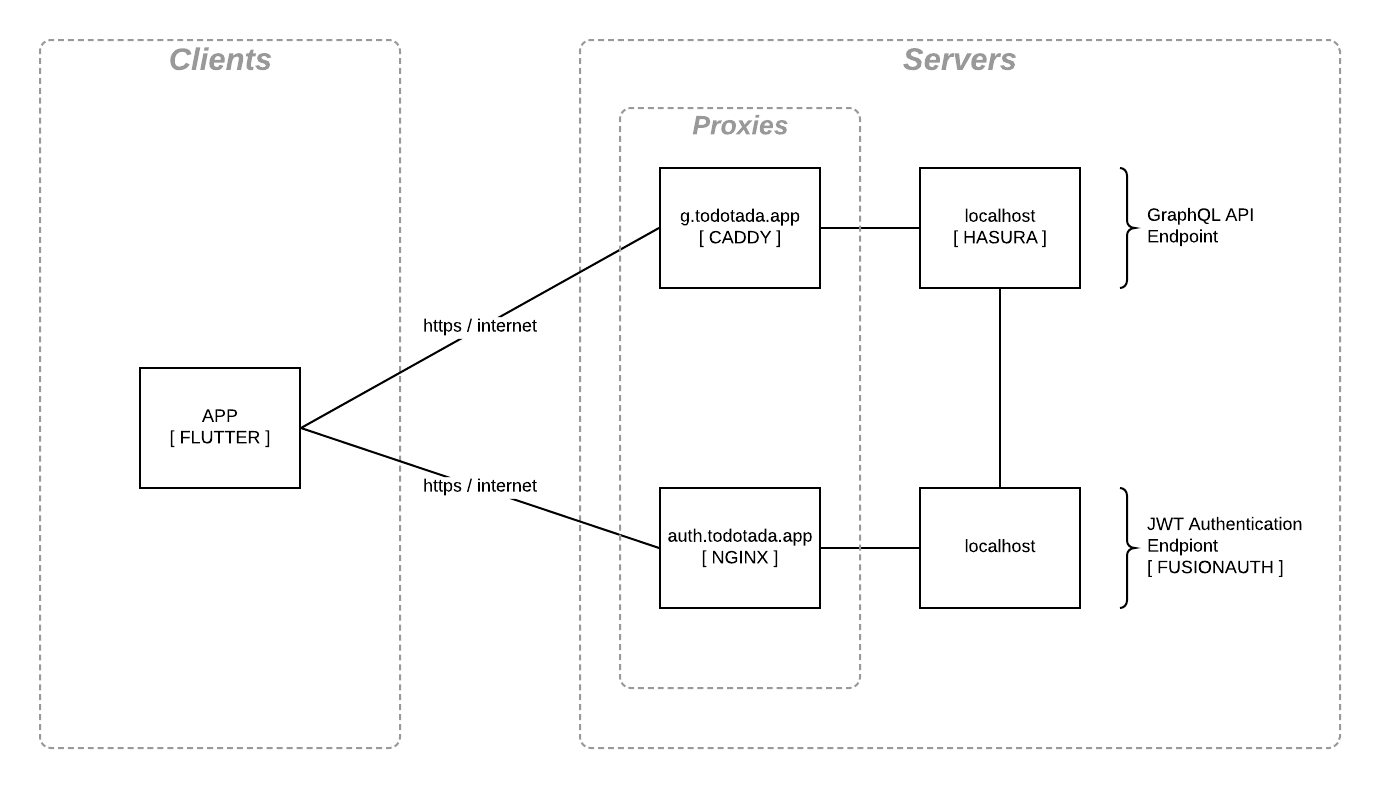 Clients
Servers
Proxies
g.todotada.app
[ CADDY ]
localhost
[ HASURA ]
GraphQL API
Endpoint
https / internet
APP
[ FLUTTER ]
https / internet
auth.todotada.app
[ NGINX ]
localhost
JWT Authentication
Endpiont
[ FUSIONAUTH ]